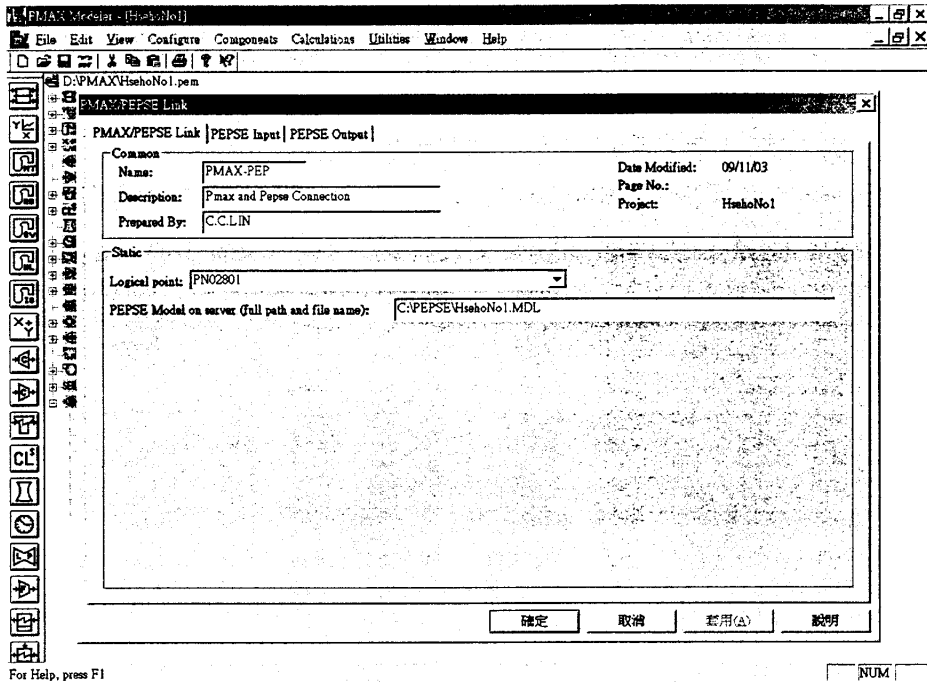 PMAX Modeler - [HsehoNo1]
File Edit View Configure Components Calculations Utilities Window Help
D:\PMAX\HsehoNo1.pem
PMAX/PEPSE Link
PMAX/PEPSE Link PEPSE Input PEPSE Output
Common
Name: PMAX-PEP
Date Modified: 09/11/03
Description: Pmax and Pepse Connection
Page No.:
Project: HsehoNo1
Prepared By: C.C.LIN
Static
Logical point: PN02801
PEPSE Model on server (full path and file name): C:\PEPSE\HsehoNo1.MDL
CL
確定 取消 套用(A) 說明
For Help, press F1 NUM